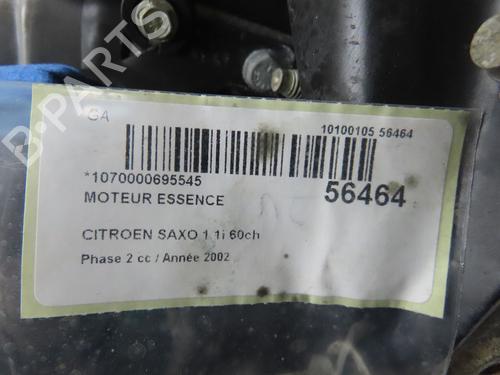 B-PARTS
GA
10100105 56464
*1070000695545
56464
MOTEUR ESSENCE
CITROEN SAXO 1.1i 60ch
Phase 2 cc / Année 2002